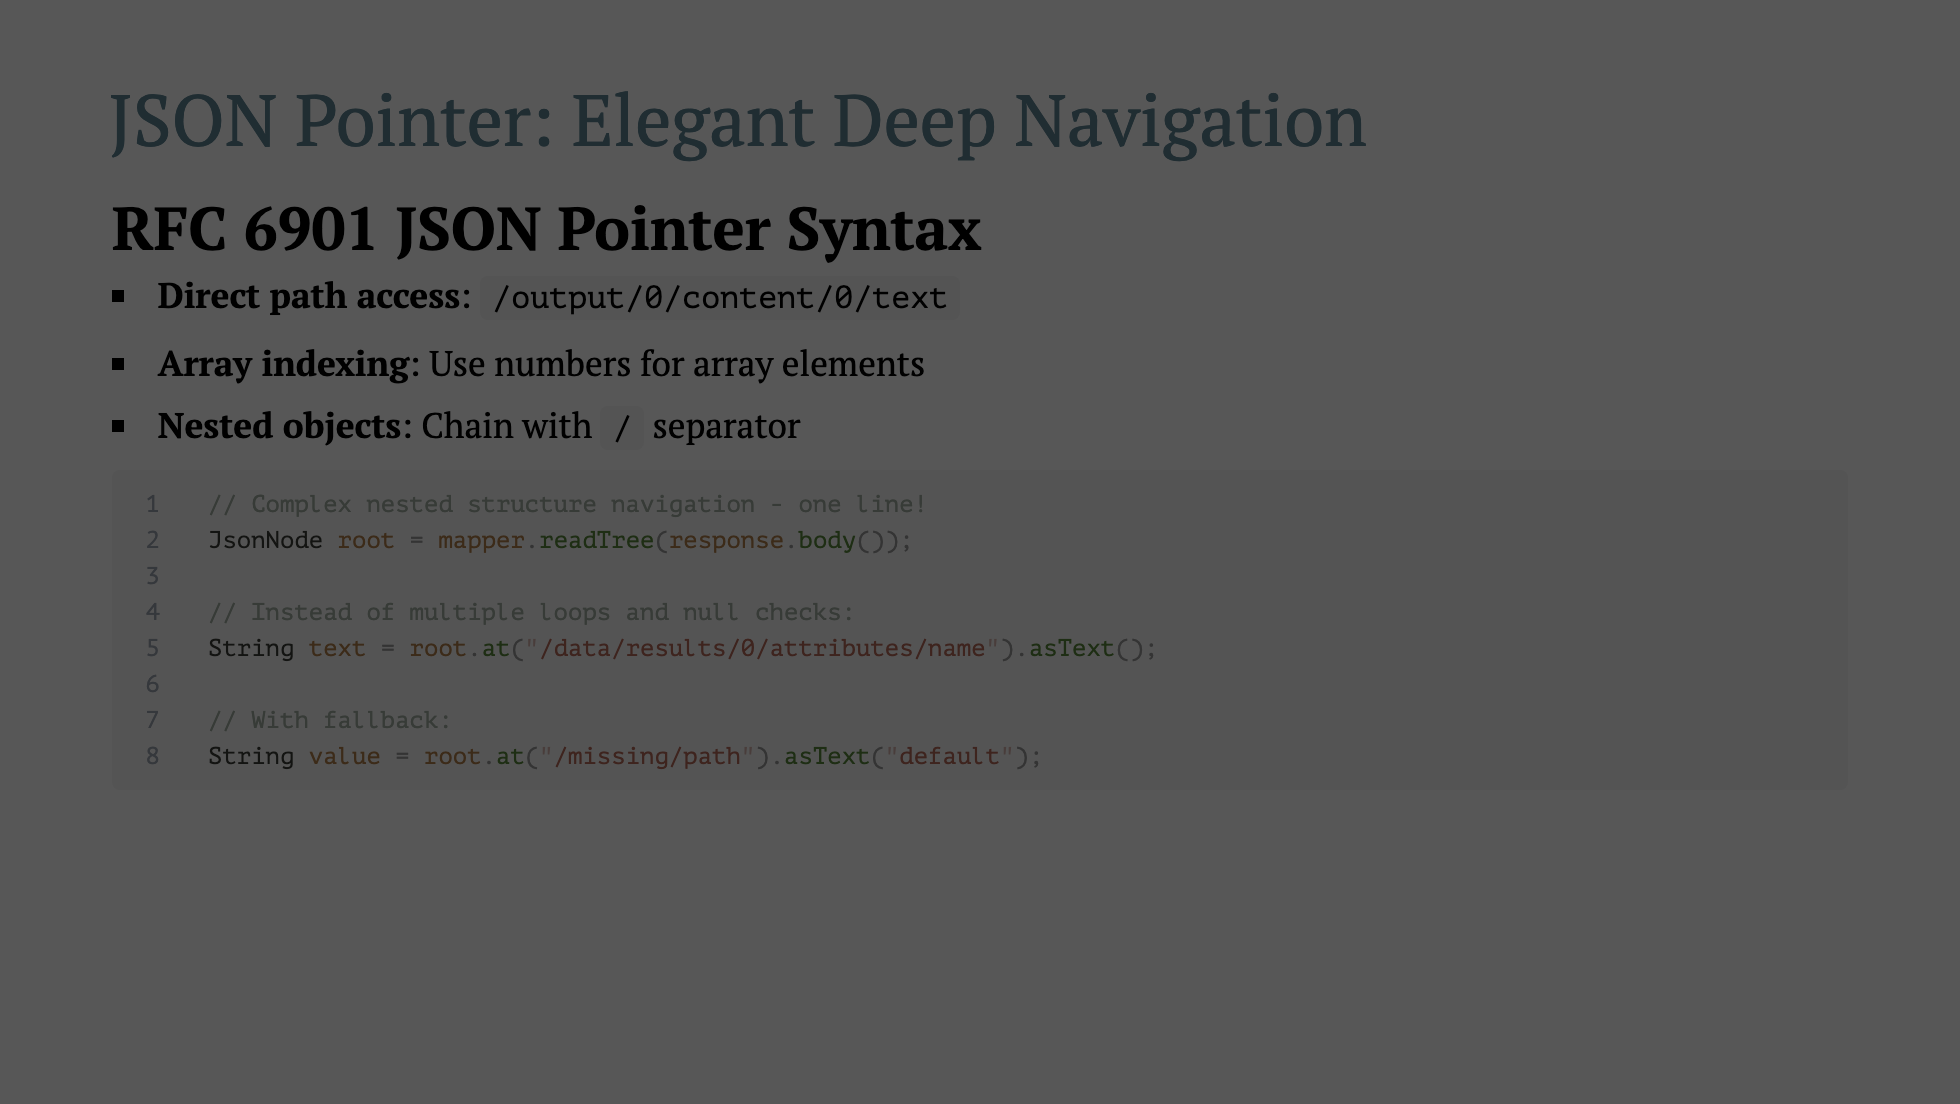 JSON Pointer: Elegant Deep Navigation
RFC 6901 JSON Pointer Syntax
▪ Direct path access: /output/0/content/0/text
▪ Array indexing: Use numbers for array elements
▪ Nested objects: Chain with / separator
1 // Complex nested structure navigation - one line!
2 JsonNode root = mapper.readTree(response.body());
3
4 // Instead of multiple loops and null checks:
5 String text = root.at("/data/results/0/attributes/name").asText();
6
7 // With fallback:
8 String value = root.at("/missing/path").asText("default");